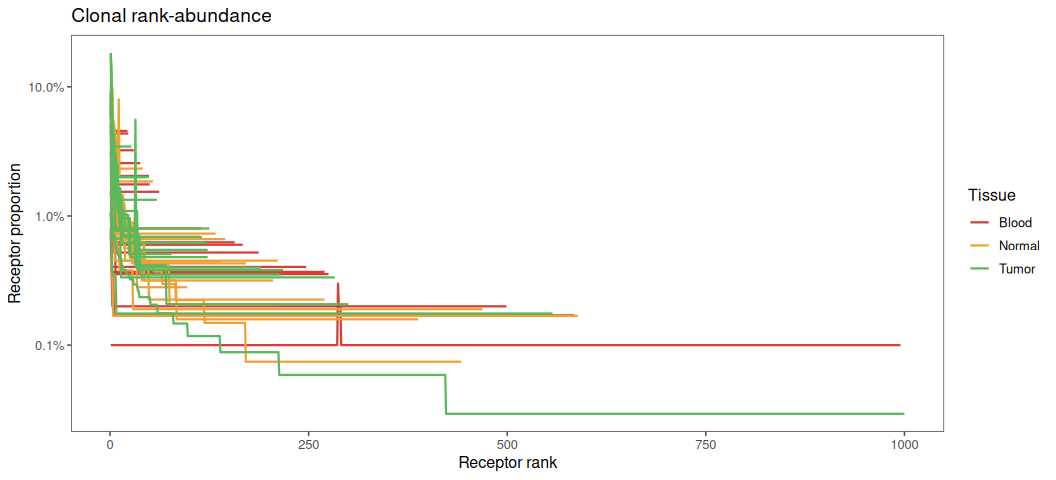 Clonal rank-abundance
Receptor proportion
10.0%
1.0%
0.1%
0
250
500
750
1000
Receptor rank
Tissue
Blood
Normal
Tumor